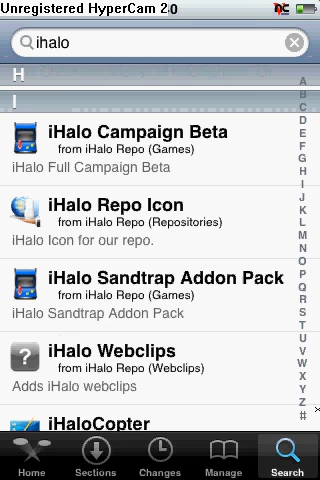 Unregistered HyperCam 2.0
ihalo
H
I
iHalo Campaign Beta
from iHalo Repo (Games)
iHalo Full Campaign Beta
iHalo Repo Icon
from iHalo Repo (Repositories)
iHalo Icon for our repo.
iHalo Sandtrap Addon Pack
from iHalo Repo (Games)
iHalo Sandtrap Addon Pack
iHalo Webclips
from iHalo Repo (Webclips)
Adds iHalo webclips
iHaloCopter
A
B
C
D
E
F
G
H
I
J
K
L
M
N
O
P
Q
R
S
T
U
V
W
X
Y
Z
#
Home Sections Changes Manage Search